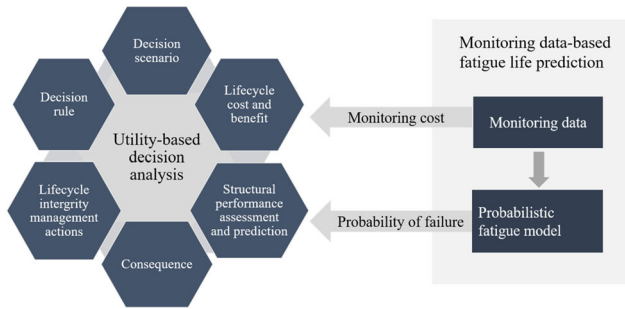 Decision
scenario
Decision
rule
Lifecycle
cost and
benefit
Utility-based
decision
analysis
Lifecycle
intergrity
management
actions
Structural
performance
assessment
and prediction
Consequence
Monitoring cost
Probability of failure
Monitoring data-based
fatigue life prediction
Monitoring data
Probabilistic
fatigue model